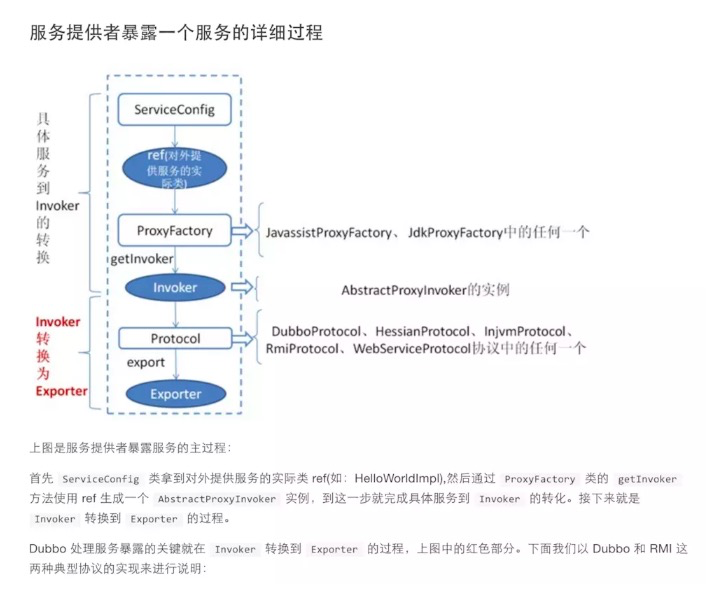 服务提供者暴露一个服务的详细过程
具体服务到Invoker的转换
ServiceConfig
ref(对外提供服务的实际类)
ProxyFactory
JavassistProxyFactory、JdkProxyFactory中的任何一个
getInvoker
Invoker
AbstractProxyInvoker的实例
Invoker转换为Exporter
Protocol
DubboProtocol、HessianProtocol、InjvmProtocol、
RmiProtocol、WebServiceProtocol协议中的任何一个
export
Exporter
上图是服务提供者暴露服务的主过程：
首先 ServiceConfig 类拿到对外提供服务的实际类 ref(如：HelloWorldImpl),然后通过 ProxyFactory 类的 getInvoker
方法使用 ref 生成一个 AbstractProxyInvoker 实例，到这一步就完成具体服务到 Invoker 的转化。接下来就是
Invoker 转换到 Exporter 的过程。
Dubbo 处理服务暴露的关键就在 Invoker 转换到 Exporter 的过程，上图中的红色部分。下面我们以 Dubbo 和 RMI 这
两种典型协议的实现来进行说明：